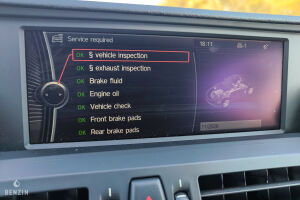 Service required
18:11
OK § vehicle inspection
OK § exhaust inspection
OK Brake fluid
OK Engine oil
OK Vehicle check
OK Front brake pads
OK Rear brake pads
BENZIN